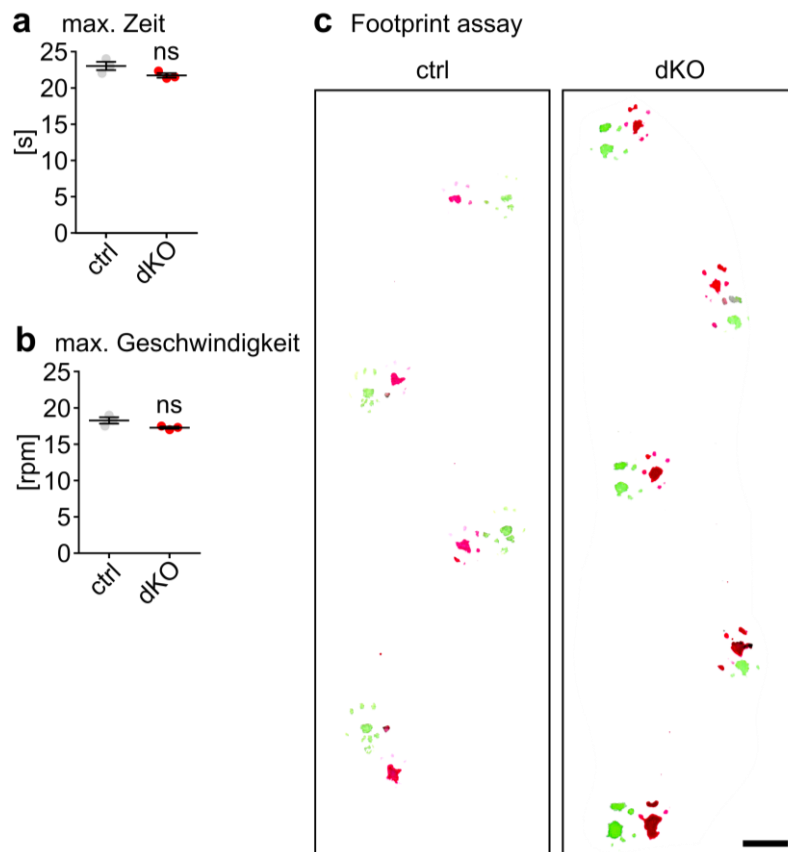 a max. Zeit
ns
25
20
15
10
5
0
[s]
ctrl
dKO
b max. Geschwindigkeit
ns
25
20
15
10
5
0
[rpm]
ctrl
dKO
c Footprint assay
ctrl
dKO